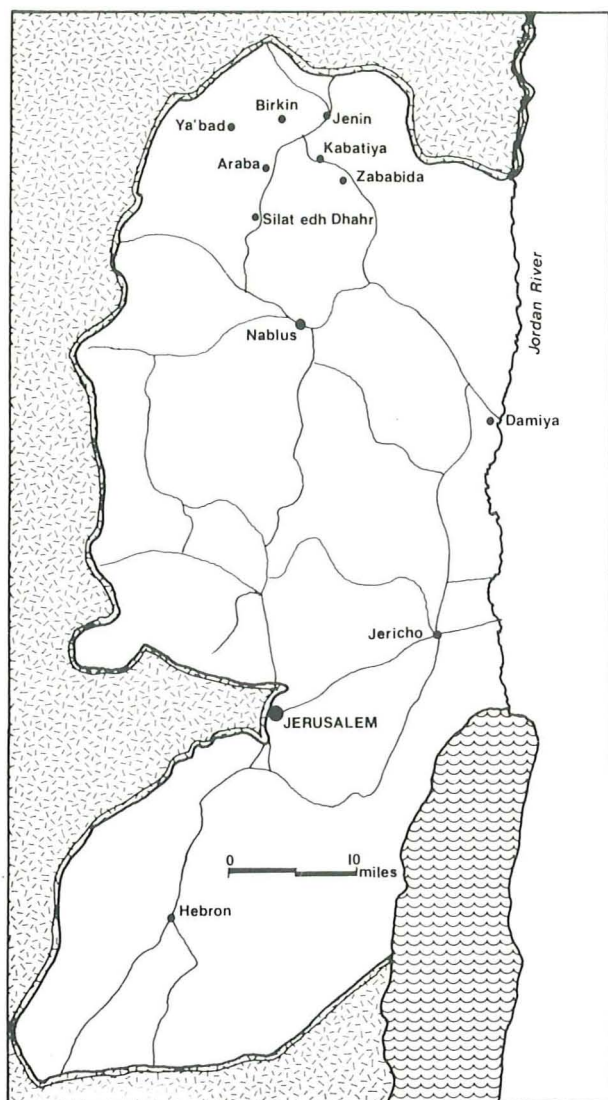 Birkin
Jenin
Ya'bad
Kabatiya
Araba
Zababida
Silat edh Dhahr
Jordan River
Nablus
Damiya
Jericho
JERUSALEM
0 10
miles
Hebron